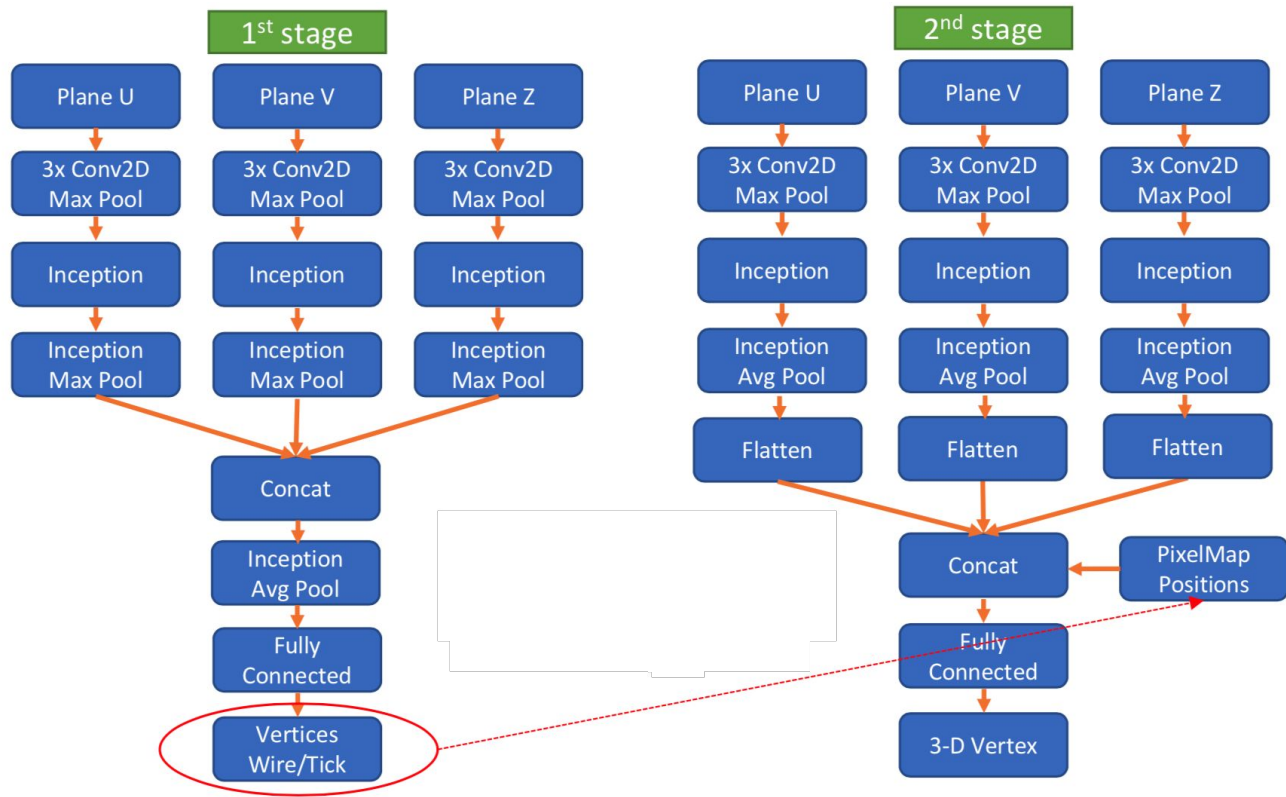 1st stage
Plane U
Plane V
Plane Z
3x Conv2D
Max Pool
3x Conv2D
Max Pool
3x Conv2D
Max Pool
Inception
Inception
Inception
Inception
Max Pool
Inception
Max Pool
Inception
Max Pool
Concat
Inception
Avg Pool
Fully
Connected
Vertices
Wire/Tick
2nd stage
Plane U
Plane V
Plane Z
3x Conv2D
Max Pool
3x Conv2D
Max Pool
3x Conv2D
Max Pool
Inception
Inception
Inception
Inception
Avg Pool
Inception
Avg Pool
Inception
Avg Pool
Flatten
Flatten
Flatten
Concat
PixelMap
Positions
Fully
Connected
3-D Vertex